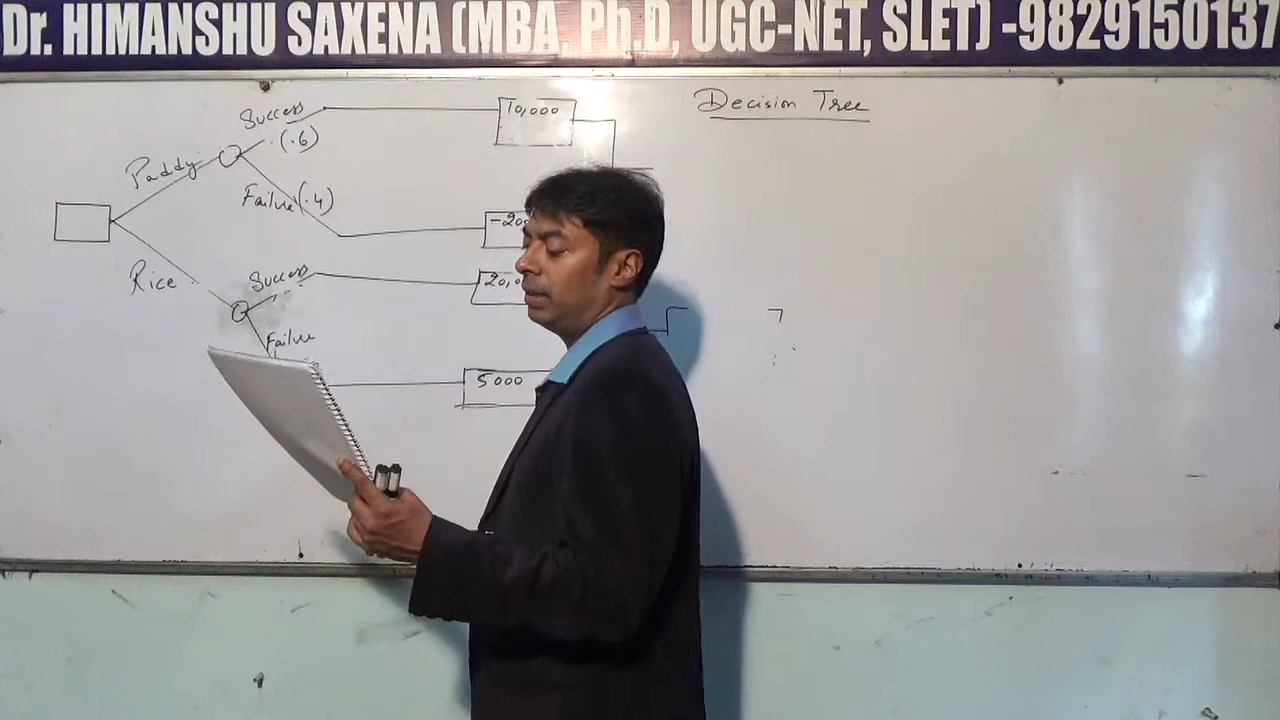 Dr. HIMANSHU SAXENA (MBA, Ph.D, UGC-NET, SLET) -9829150137
Decision Tree
Success
10,000
(.6)
Paddy
Failure (.4)
Rice
Success
Failure
5000